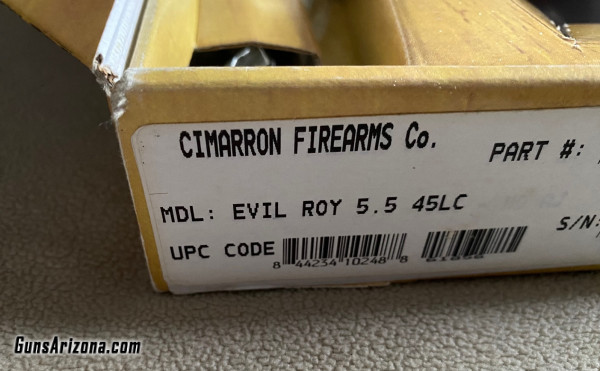 CIMARRON FIREARMS Co.
PART #:
MDL: EVIL ROY 5.5 45LC
S/N:
UPC CODE
8 44234 10248 8
GunsArizona.com